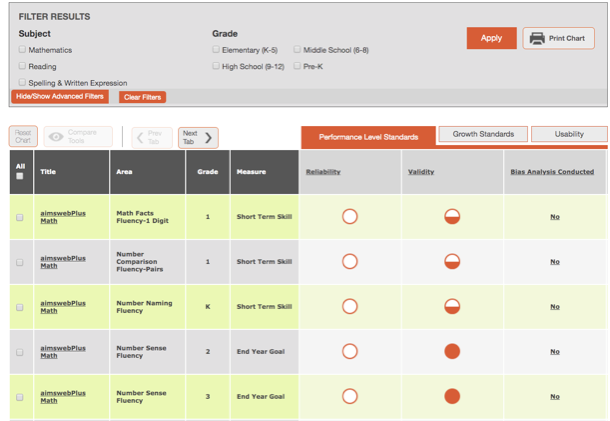 FILTER RESULTS
Subject
Grade
Mathematics
Elementary (K-5)
Middle School (6-8)
Apply
Print Chart
Reading
High School (9-12)
Pre-K
Spelling & Written Expression
Hide/Show Advanced Filters
Clear Filters
Reset
Chart
Compare
Tools
Prev
Tab
Next
Tab
Performance Level Standards
Growth Standards
Usability
All
Title
Area
Grade
Measure
Reliability
Validity
Bias Analysis Conducted
aimswebPlus
Math
Math Facts
Fluency-1 Digit
1
Short Term Skill
No
aimswebPlus
Math
Number
Comparison
Fluency-Pairs
1
Short Term Skill
No
aimswebPlus
Math
Number Naming
Fluency
K
Short Term Skill
No
aimswebPlus
Math
Number Sense
Fluency
2
End Year Goal
No
aimswebPlus
Math
Number Sense
Fluency
3
End Year Goal
No